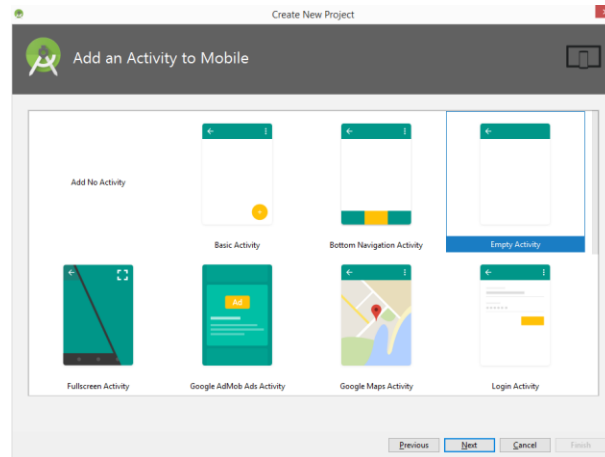 Create New Project
Add an Activity to Mobile
Add No Activity
Basic Activity
Bottom Navigation Activity
Empty Activity
Ad
Fullscreen Activity
Google AdMob Ads Activity
Google Maps Activity
Login Activity
Previous
Next
Cancel
Finish